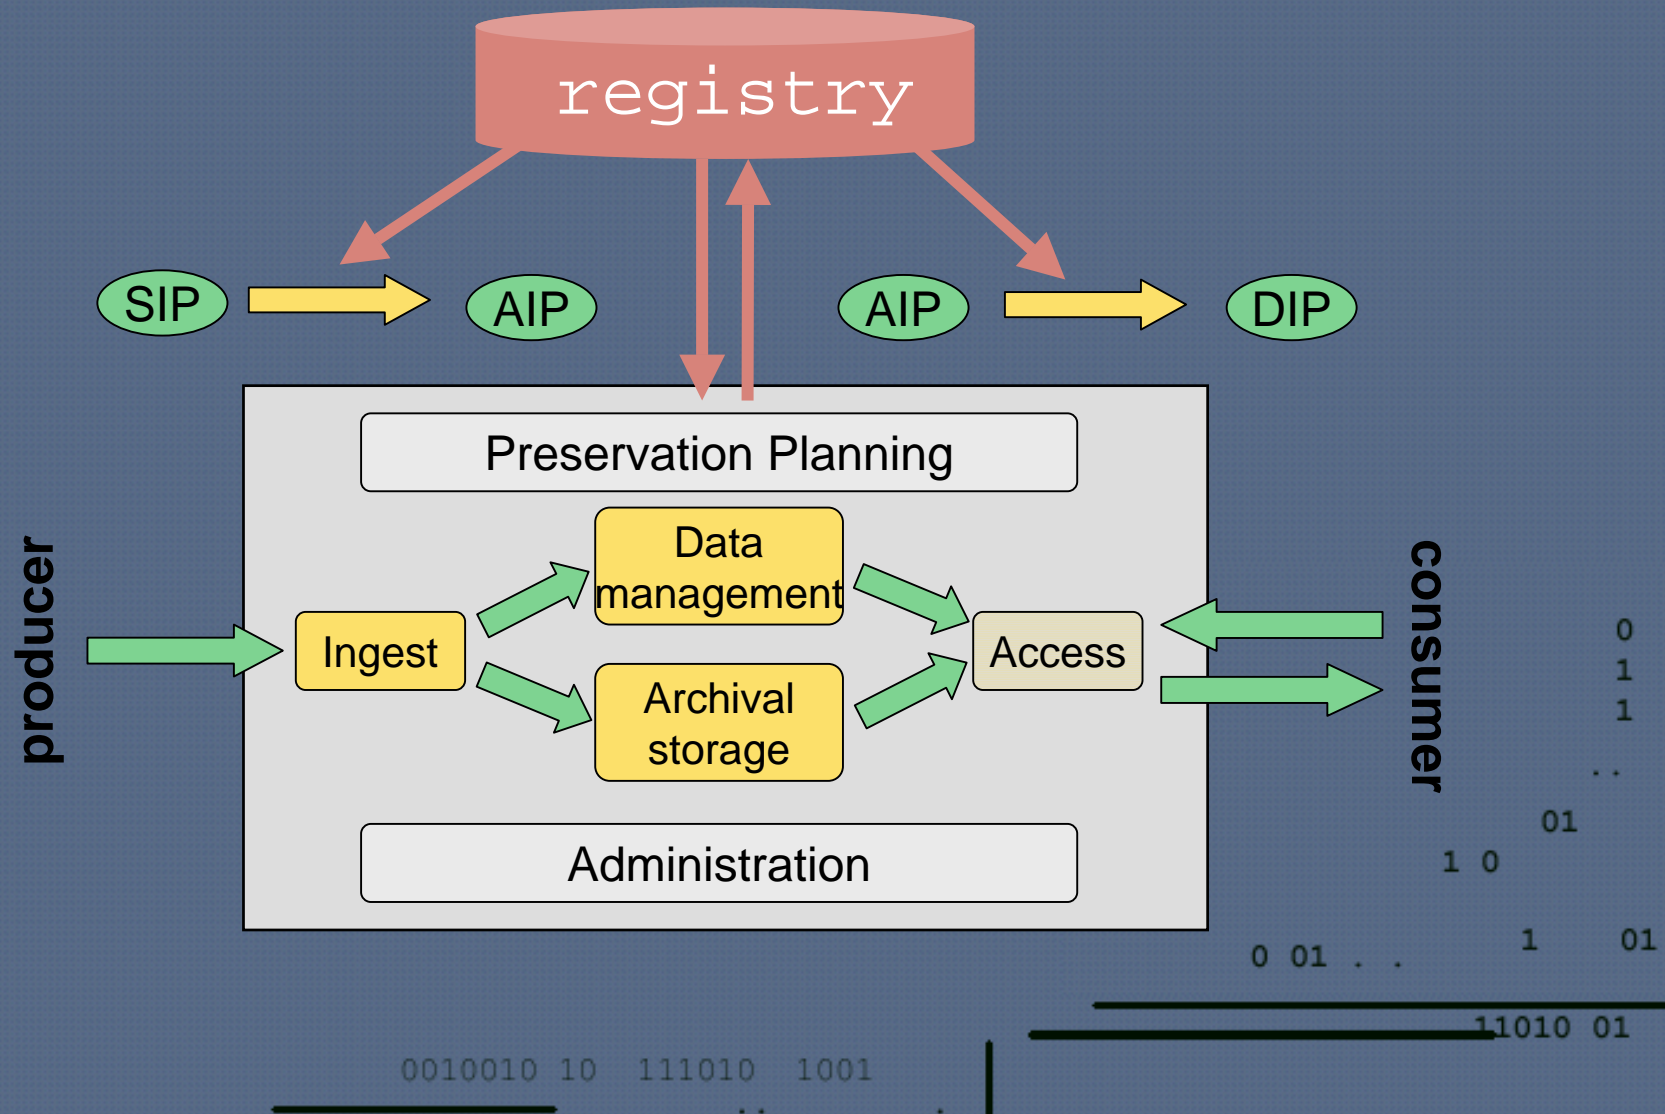 registry
SIP
AIP
AIP
DIP
Preservation Planning
Data
management
Ingest
Archival
storage
Access
Administration
producer
consumer
0
1
1
..
01
1 0
1 01
0 01 . .
11010 01
0010010 10 111010 1001
.. .